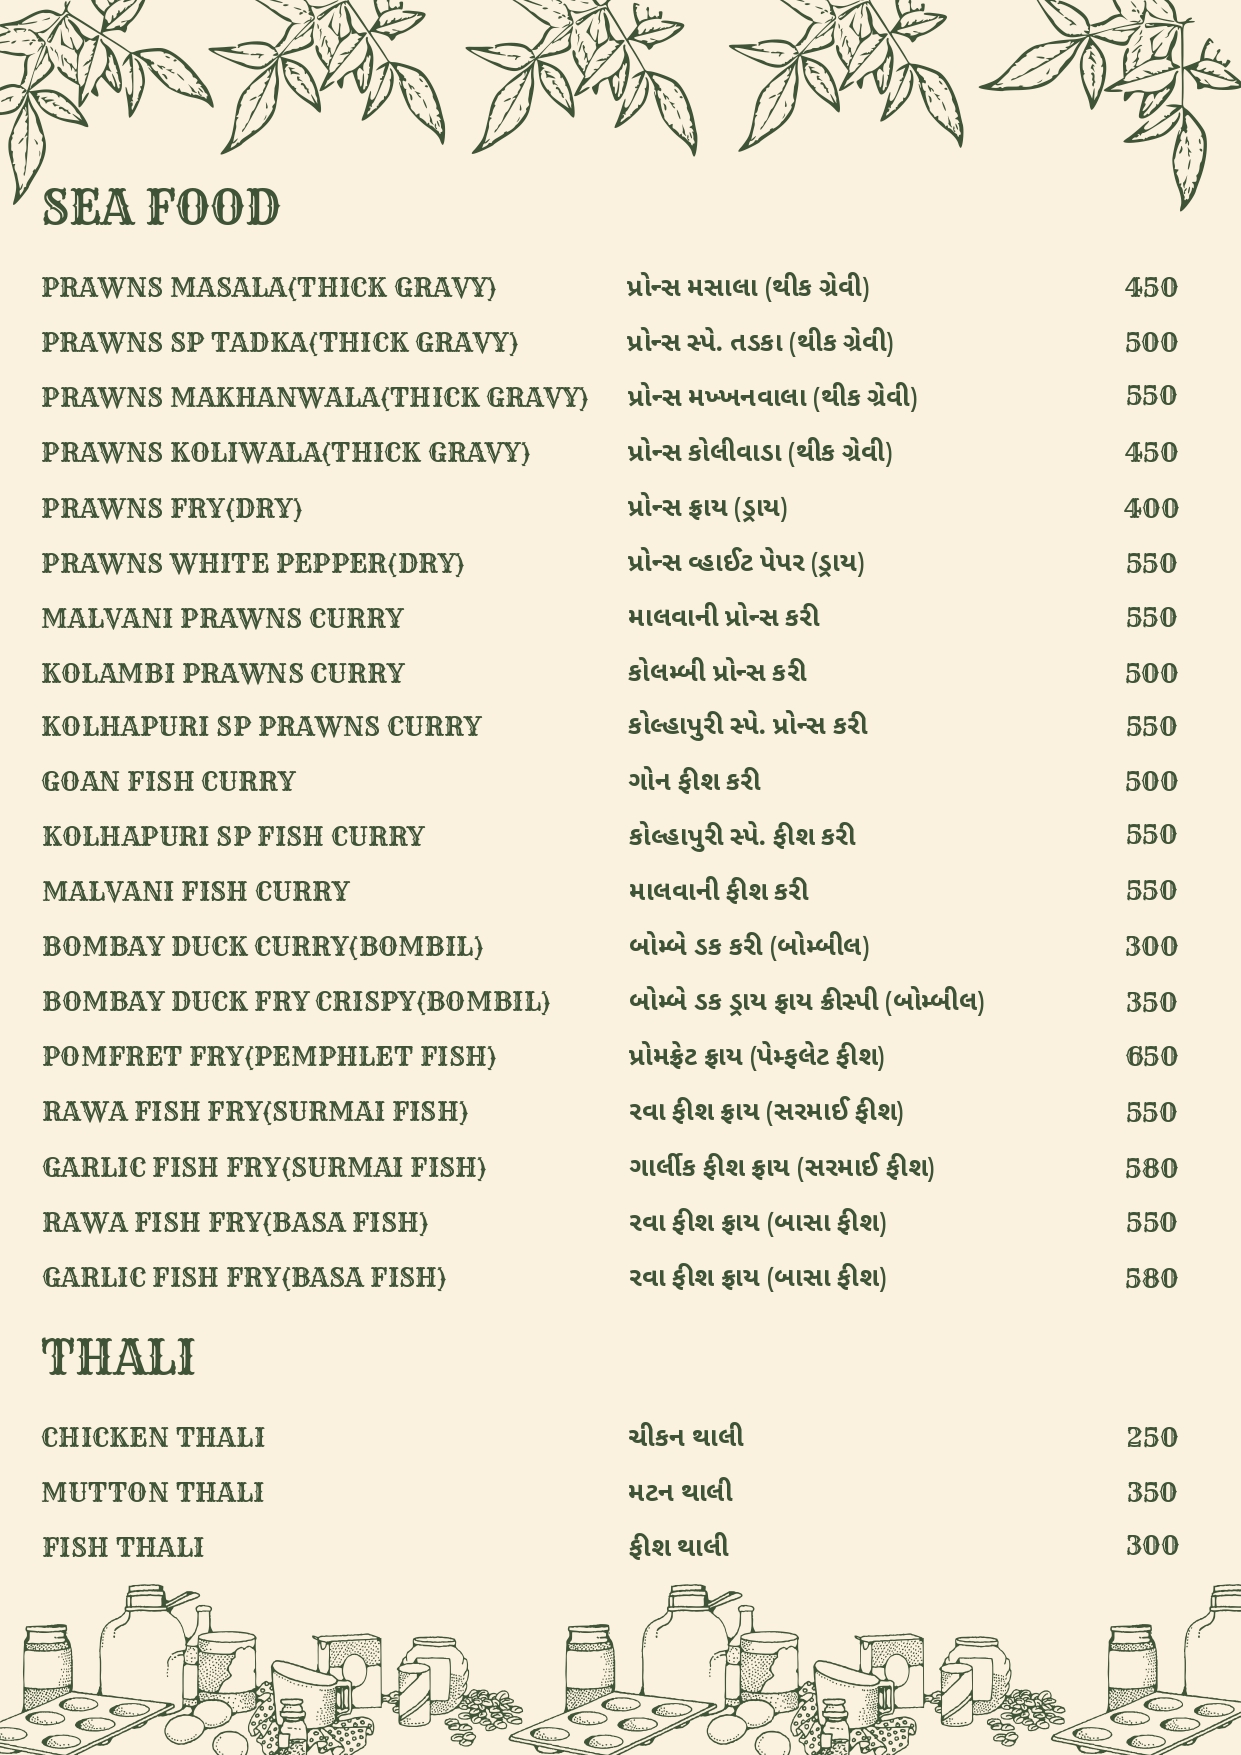 SEA FOOD
PRAWNS MASALA(THICK GRAVY) પ્રોન્સ મસાલા (થીક ગ્રેવી) 450
PRAWNS SP TADKA(THICK GRAVY) પ્રોન્સ સ્પે. તડકા (થીક ગ્રેવી) 500
PRAWNS MAKHANWALA(THICK GRAVY) પ્રોન્સ મખ્ખનવાલા (થીક ગ્રેવી) 550
PRAWNS KOLIWALA(THICK GRAVY) પ્રોન્સ કોલીવાડા (થીક ગ્રેવી) 450
PRAWNS FRY(DRY) પ્રોન્સ ફ્રાય (ડ્રાય) 400
PRAWNS WHITE PEPPER(DRY) પ્રોન્સ વ્હાઈટ પેપર (ડ્રાય) 550
MALVANI PRAWNS CURRY માલવાની પ્રોન્સ કરી 550
KOLAMBI PRAWNS CURRY કોલમ્બી પ્રોન્સ કરી 500
KOLHAPURI SP PRAWNS CURRY કોલ્હાપુરી સ્પે. પ્રોન્સ કરી 550
GOAN FISH CURRY ગોન ફીશ કરી 500
KOLHAPURI SP FISH CURRY કોલ્હાપુરી સ્પે. ફીશ કરી 550
MALVANI FISH CURRY માલવાની ફીશ કરી 550
BOMBAY DUCK CURRY(BOMBIL) બોમ્બે ડક કરી (બોમ્બીલ) 300
BOMBAY DUCK FRY CRISPY(BOMBIL) બોમ્બે ડક ડ્રાય ફ્રાય ક્રીસ્પી (બોમ્બીલ) 350
POMFRET FRY(PEMPHLET FISH) પ્રોમફ્રેટ ફ્રાય (પેમ્ફલેટ ફીશ) 650
RAWA FISH FRY(SURMAI FISH) રવા ફીશ ફ્રાય (સરમાઈ ફીશ) 550
GARLIC FISH FRY(SURMAI FISH) ગાર્લીક ફીશ ફ્રાય (સરમાઈ ફીશ) 580
RAWA FISH FRY(BASA FISH) રવા ફીશ ફ્રાય (બાસા ફીશ) 550
GARLIC FISH FRY(BASA FISH) રવા ફીશ ફ્રાય (બાસા ફીશ) 580
THALI
CHICKEN THALI ચીકન થાલી 250
MUTTON THALI મટન થાલી 350
FISH THALI ફીશ થાલી 300